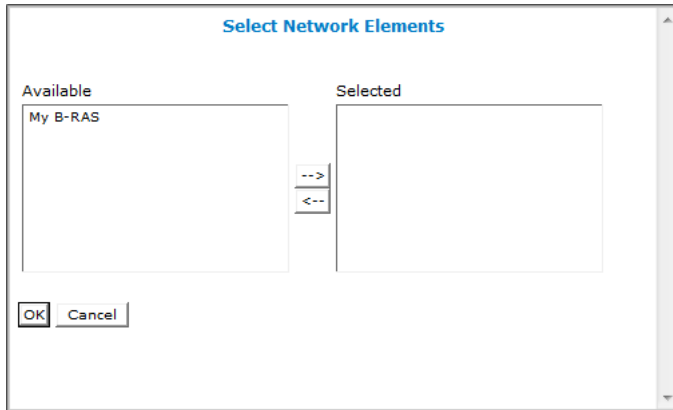 Select Network Elements
Available
Selected
My B-RAS
-->
<--
OK
Cancel